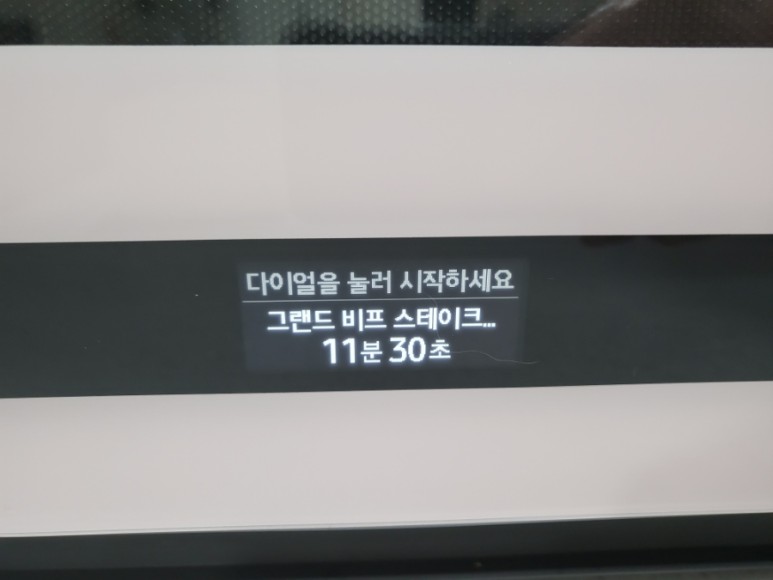 다이얼을 눌러 시작하세요
그랜드 비프 스테이크...
11분 30초